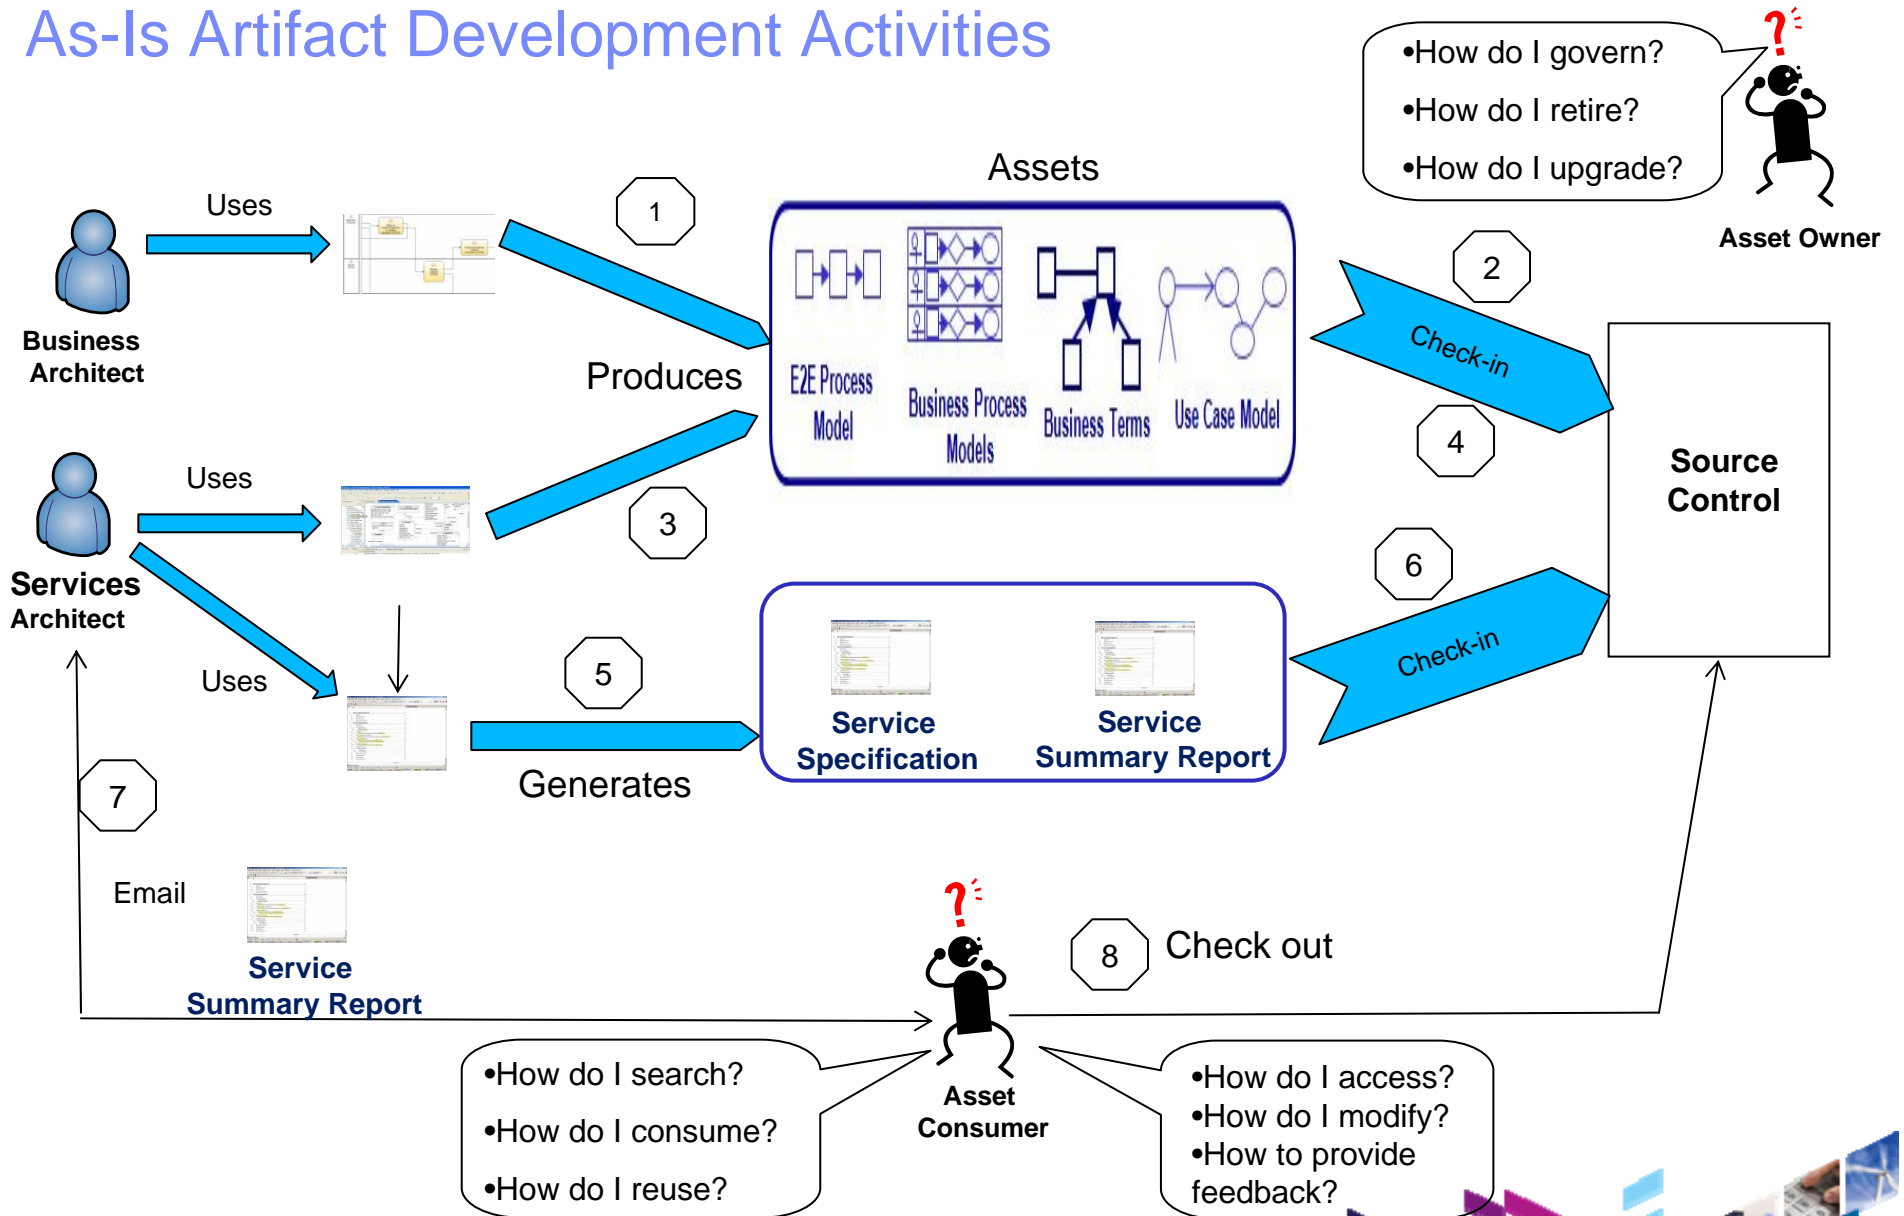 As-Is Artifact Development Activities
•How do I govern?
•How do I retire?
•How do I upgrade?
Asset Owner
Assets
Uses
1
Business
Architect
Produces
E2E Process
Model
Business Process
Models
Business Terms
Use Case Model
2
Check-in
4
Source
Control
Uses
3
Services
Architect
Uses
5
Generates
Service
Specification
Service
Summary Report
6
Check-in
7
Email
Service
Summary Report
8
Check out
Asset
Consumer
•How do I search?
•How do I consume?
•How do I reuse?
•How do I access?
•How do I modify?
•How to provide
feedback?